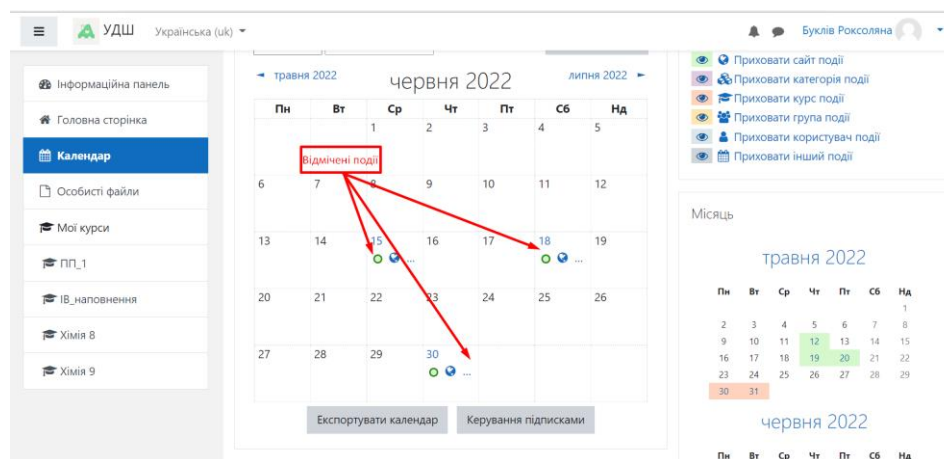 УДШ Українська (uk) Буклів Роксоляна
Інформаційна панель
Головна сторінка
Календар
Особисті файли
Мої курси
ПП_1
ІВ_наповнення
Хімія 8
Хімія 9
◄ травня 2022 червня 2022 липня 2022 ►
Пн Вт Ср Чт Пт Сб Нд
1 2 3 4 5
Відмічені події
6 7 8 9 10 11 12
13 14 15 16 17 18 19
... ...
20 21 22 23 24 25 26
27 28 29 30
...
Експортувати календар Керування підписками
Приховати сайт події
Приховати категорія події
Приховати курс події
Приховати група події
Приховати користувач події
Приховати інший події
Місяць
травня 2022
Пн Вт Ср Чт Пт Сб Нд
1
2 3 4 5 6 7 8
9 10 11 12 13 14 15
16 17 18 19 20 21 22
23 24 25 26 27 28 29
30 31
червня 2022
Пн Вт Ср Чт Пт Сб Нд